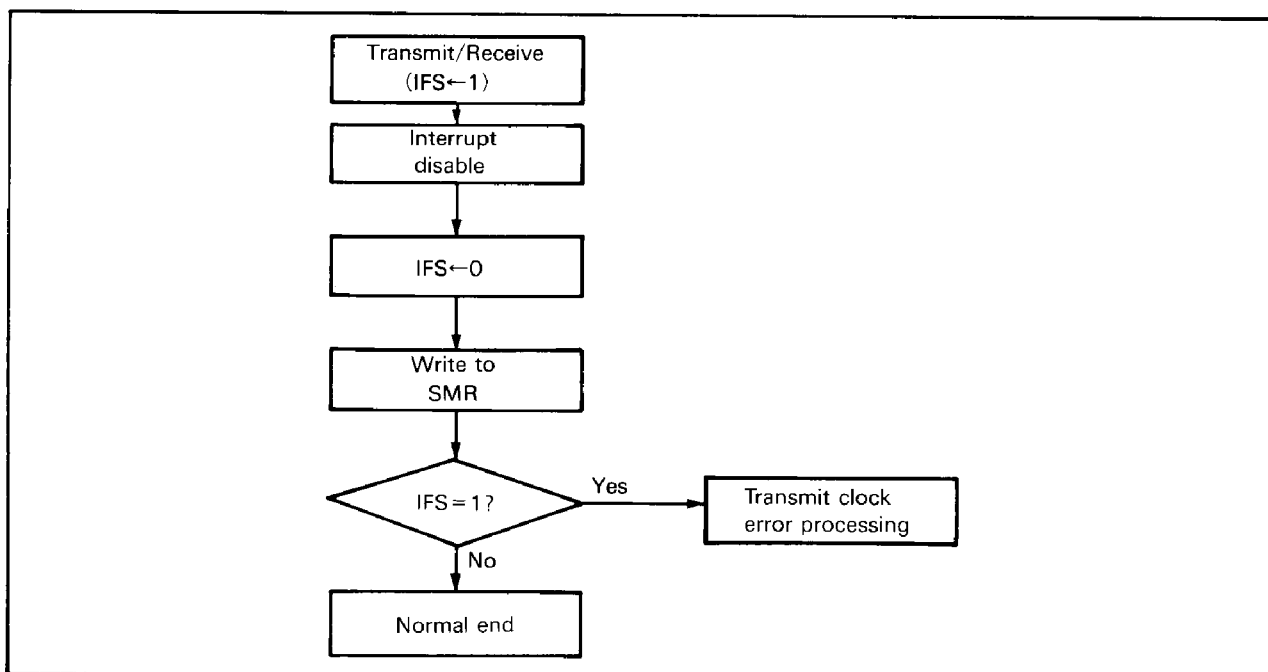 Transmit/Receive
(IFS←1)
Interrupt
disable
IFS←0
Write to
SMR
IFS=1?
Yes
Transmit clock
error processing
No
Normal end